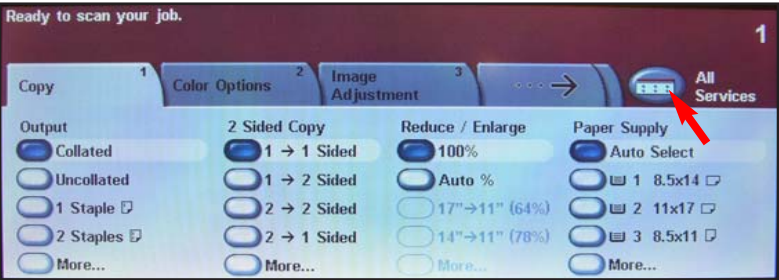 Ready to scan your job.
1
Copy 1
Color Options 2
Image Adjustment 3
All Services
Output
Collated
Uncollated
1 Staple
2 Staples
More...
2 Sided Copy
1 → 1 Sided
1 → 2 Sided
2 → 2 Sided
2 → 1 Sided
More...
Reduce / Enlarge
100%
Auto %
17"→11" (64%)
14"→11" (78%)
More...
Paper Supply
Auto Select
1 8.5x14
2 11x17
3 8.5x11
More...